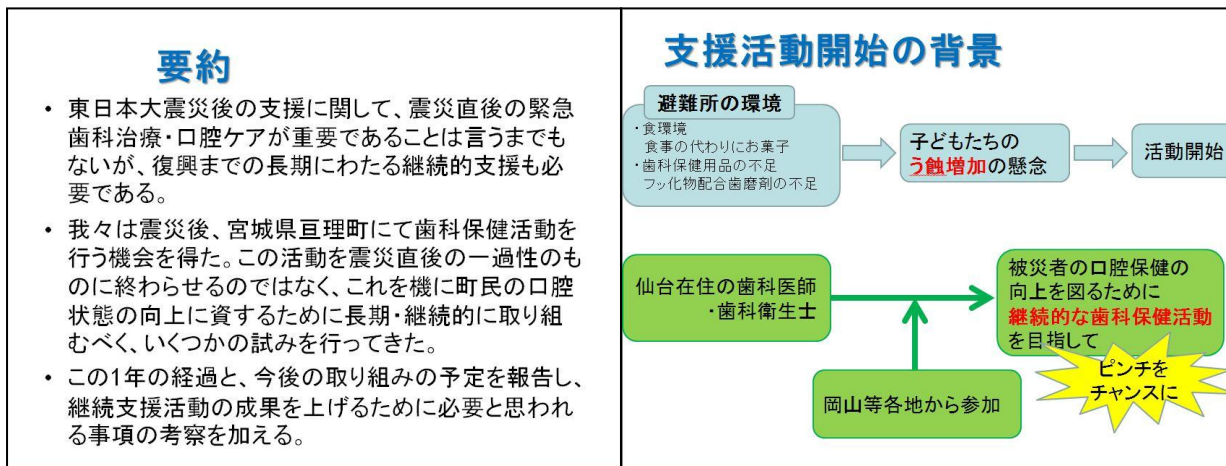 要約
・ 東日本大震災後の支援に関して、震災直後の緊急
歯科治療・口腔ケアが重要であることは言うまでも
ないが、復興までの長期にわたる継続的支援も必
要である。
・ 我々は震災後、宮城県亘理町にて歯科保健活動を
行う機会を得た。この活動を震災直後の一過性のも
のに終わらせるのではなく、これを機に町民の口腔
状態の向上に資するために長期・継続的に取り組
むべく、いくつかの試みを行ってきた。
・ この1年の経過と、今後の取り組みの予定を報告し、
継続支援活動の成果を上げるために必要と思われ
る事項の考察を加える。
支援活動開始の背景
避難所の環境
・食環境
食事の代わりにお菓子
・歯科保健用品の不足
フッ化物配合歯磨剤の不足
子どもたちの
う蝕増加の懸念
活動開始
仙台在住の歯科医師
・歯科衛生士
被災者の口腔保健の
向上を図るために
継続的な歯科保健活動
を目指して
ピンチを
チャンスに
岡山等各地から参加